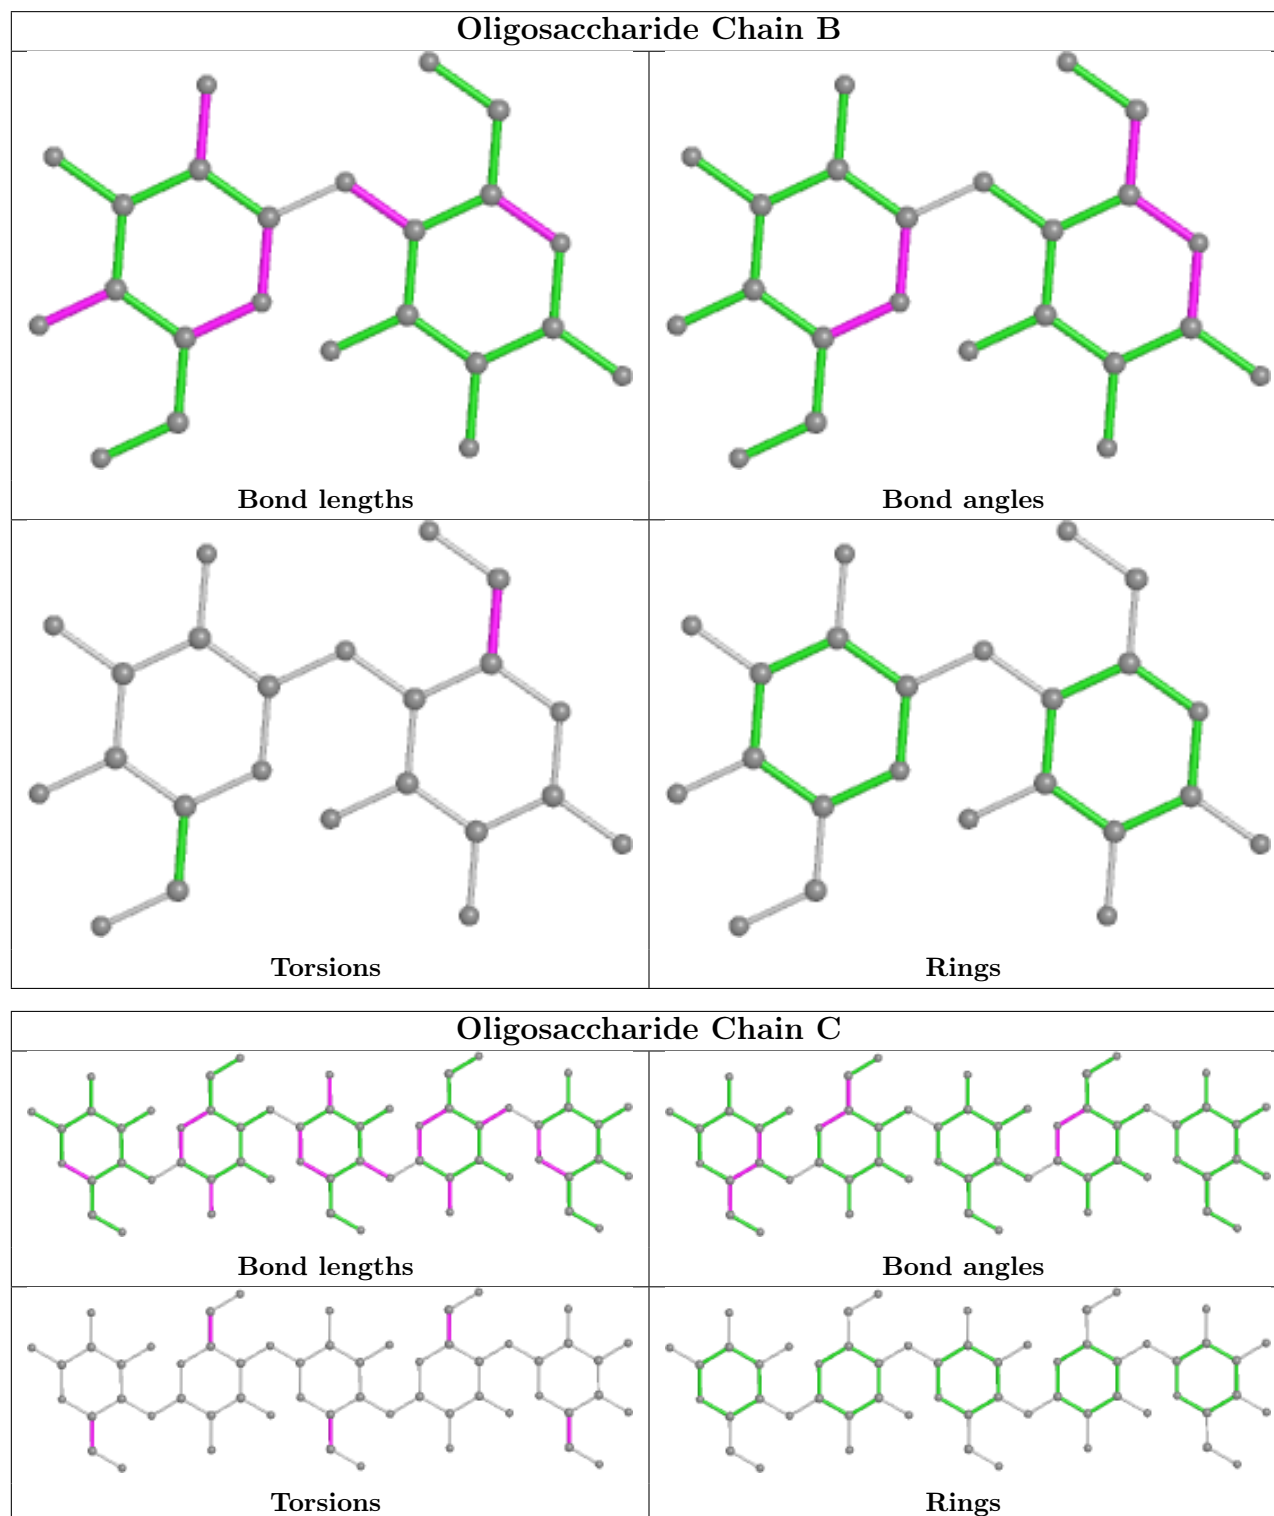 Oligosaccharide Chain B
Bond lengths
Bond angles
Torsions
Rings
Oligosaccharide Chain C
Bond lengths
Bond angles
Torsions
Rings